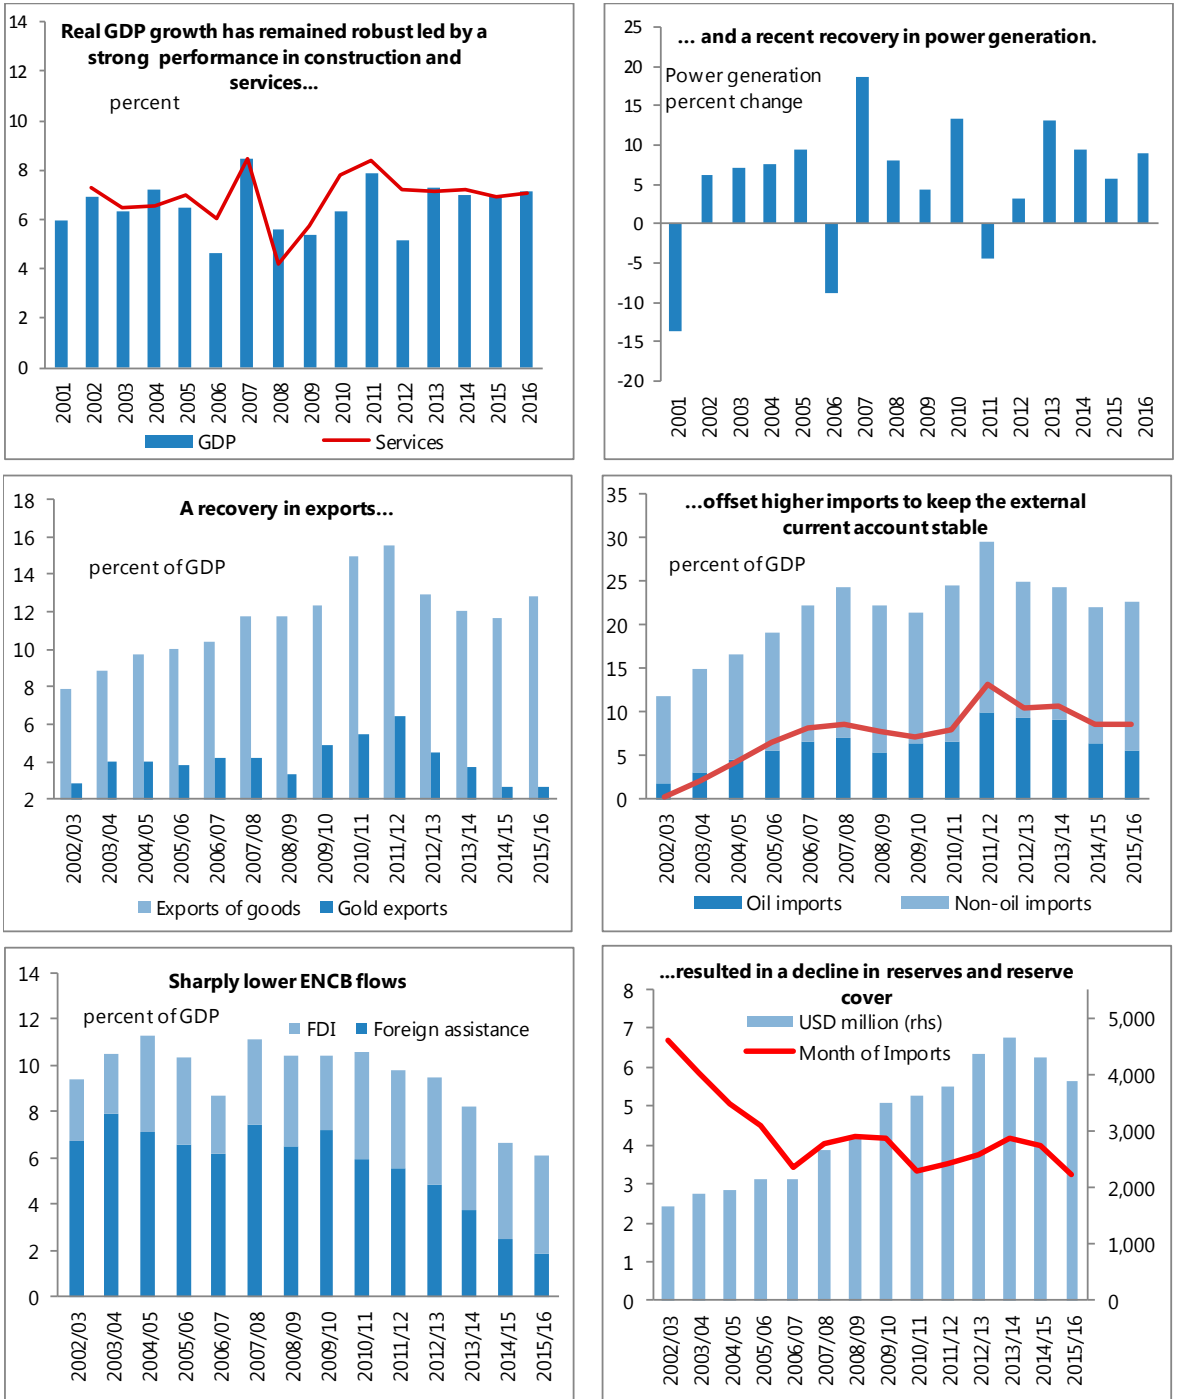 Real GDP growth has remained robust led by a
strong performance in construction and
services...
percent
14
12
10
8
6
4
2
0
2001 2002 2003 2004 2005 2006 2007 2008 2009 2010 2011 2012 2013 2014 2015 2016
GDP Services
... and a recent recovery in power generation.
Power generation
percent change
25
20
15
10
5
0
-5
-10
-15
-20
2001 2002 2003 2004 2005 2006 2007 2008 2009 2010 2011 2012 2013 2014 2015 2016
A recovery in exports...
percent of GDP
18
16
14
12
10
8
6
4
2
2002/03 2003/04 2004/05 2005/06 2006/07 2007/08 2008/09 2009/10 2010/11 2011/12 2012/13 2013/14 2014/15 2015/16
Exports of goods Gold exports
...offset higher imports to keep the external
current account stable
percent of GDP
35
30
25
20
15
10
5
0
2002/03 2003/04 2004/05 2005/06 2006/07 2007/08 2008/09 2009/10 2010/11 2011/12 2012/13 2013/14 2014/15 2015/16
Oil imports Non-oil imports
Sharply lower ENCB flows
percent of GDP
FDI Foreign assistance
14
12
10
8
6
4
2
0
2002/03 2003/04 2004/05 2005/06 2006/07 2007/08 2008/09 2009/10 2010/11 2011/12 2012/13 2013/14 2014/15 2015/16
...resulted in a decline in reserves and reserve
cover
USD million (rhs)
Month of Imports
8
7
6
5
4
3
2
1
0
5,000
4,000
3,000
2,000
1,000
0
2002/03 2003/04 2004/05 2005/06 2006/07 2007/08 2008/09 2009/10 2010/11 2011/12 2012/13 2013/14 2014/15 2015/16